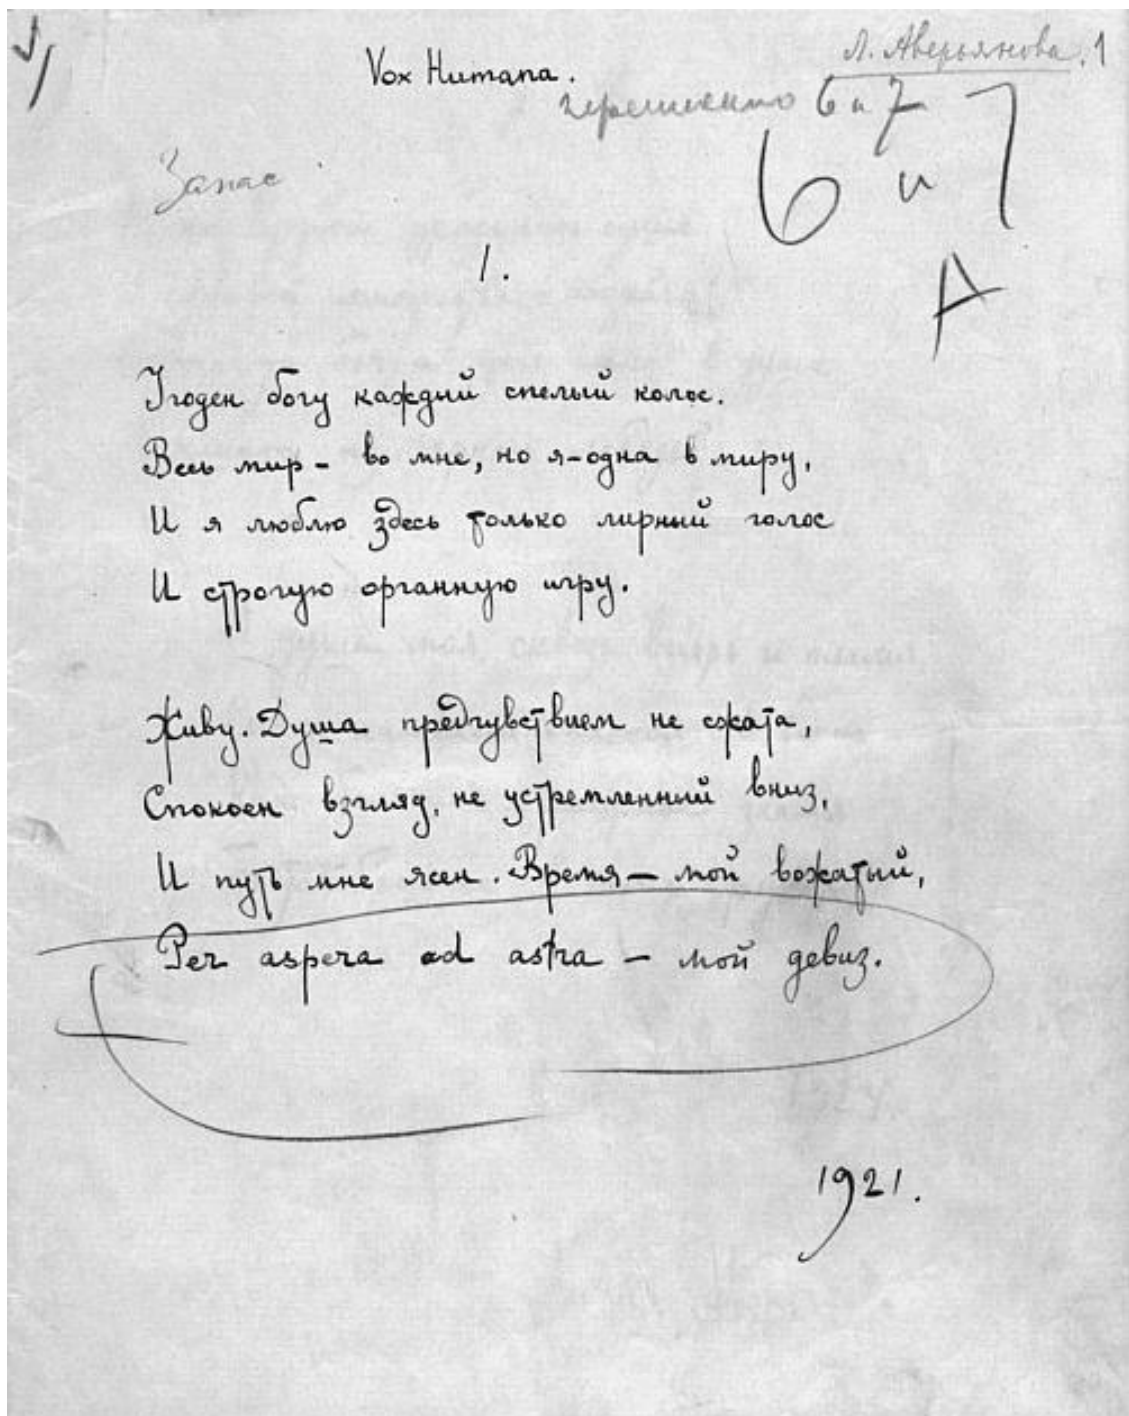 Л. Аверьянова. 1
Vox Humana.
6 и 7
6 и 7
Запас
А
1.
Угоден богу каждый спелый колос.
Весь мир – во мне, но я – одна в миру,
И я люблю здесь только лирный голос
И строгую органную игру.
Живу. Душа предчувствием не сжата,
Спокоен взгляд, не устремленный вниз,
И путь мне ясен. Время – мой вожатый,
Per aspera ad astra – мой девиз.
1921.